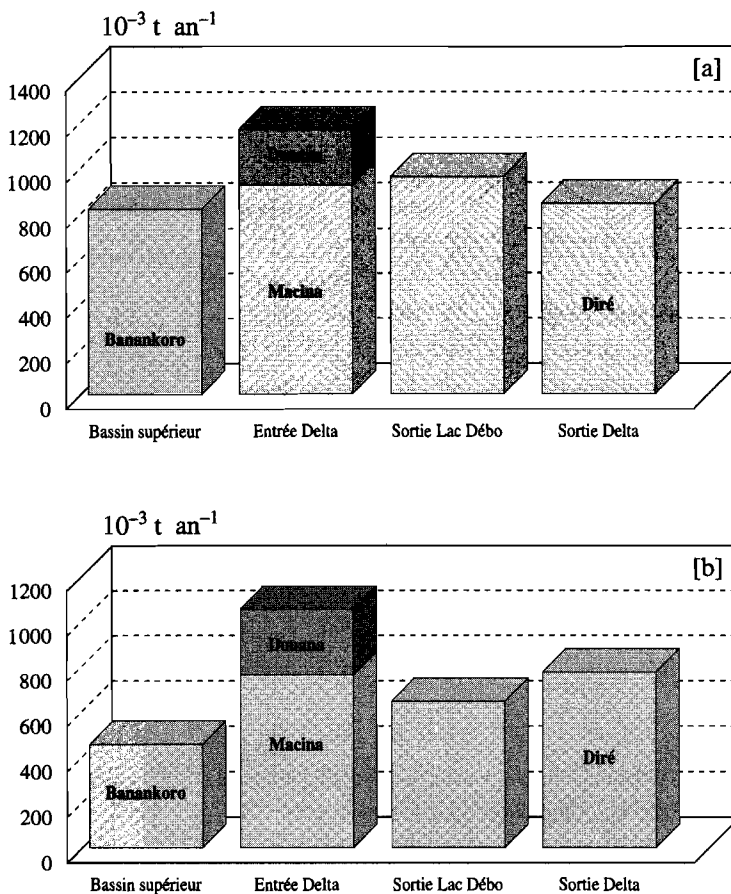 10⁻³ t an⁻¹
[a]
1400
1200
1000
800
600
400
200
0
Macina
Banankoro
Diré
Bassin supérieur
Entrée Delta
Sortie Lac Débo
Sortie Delta
10⁻³ t an⁻¹
[b]
1200
1000
800
600
400
200
0
Douna
Macina
Banankoro
Diré
Bassin supérieur
Entrée Delta
Sortie Lac Débo
Sortie Delta